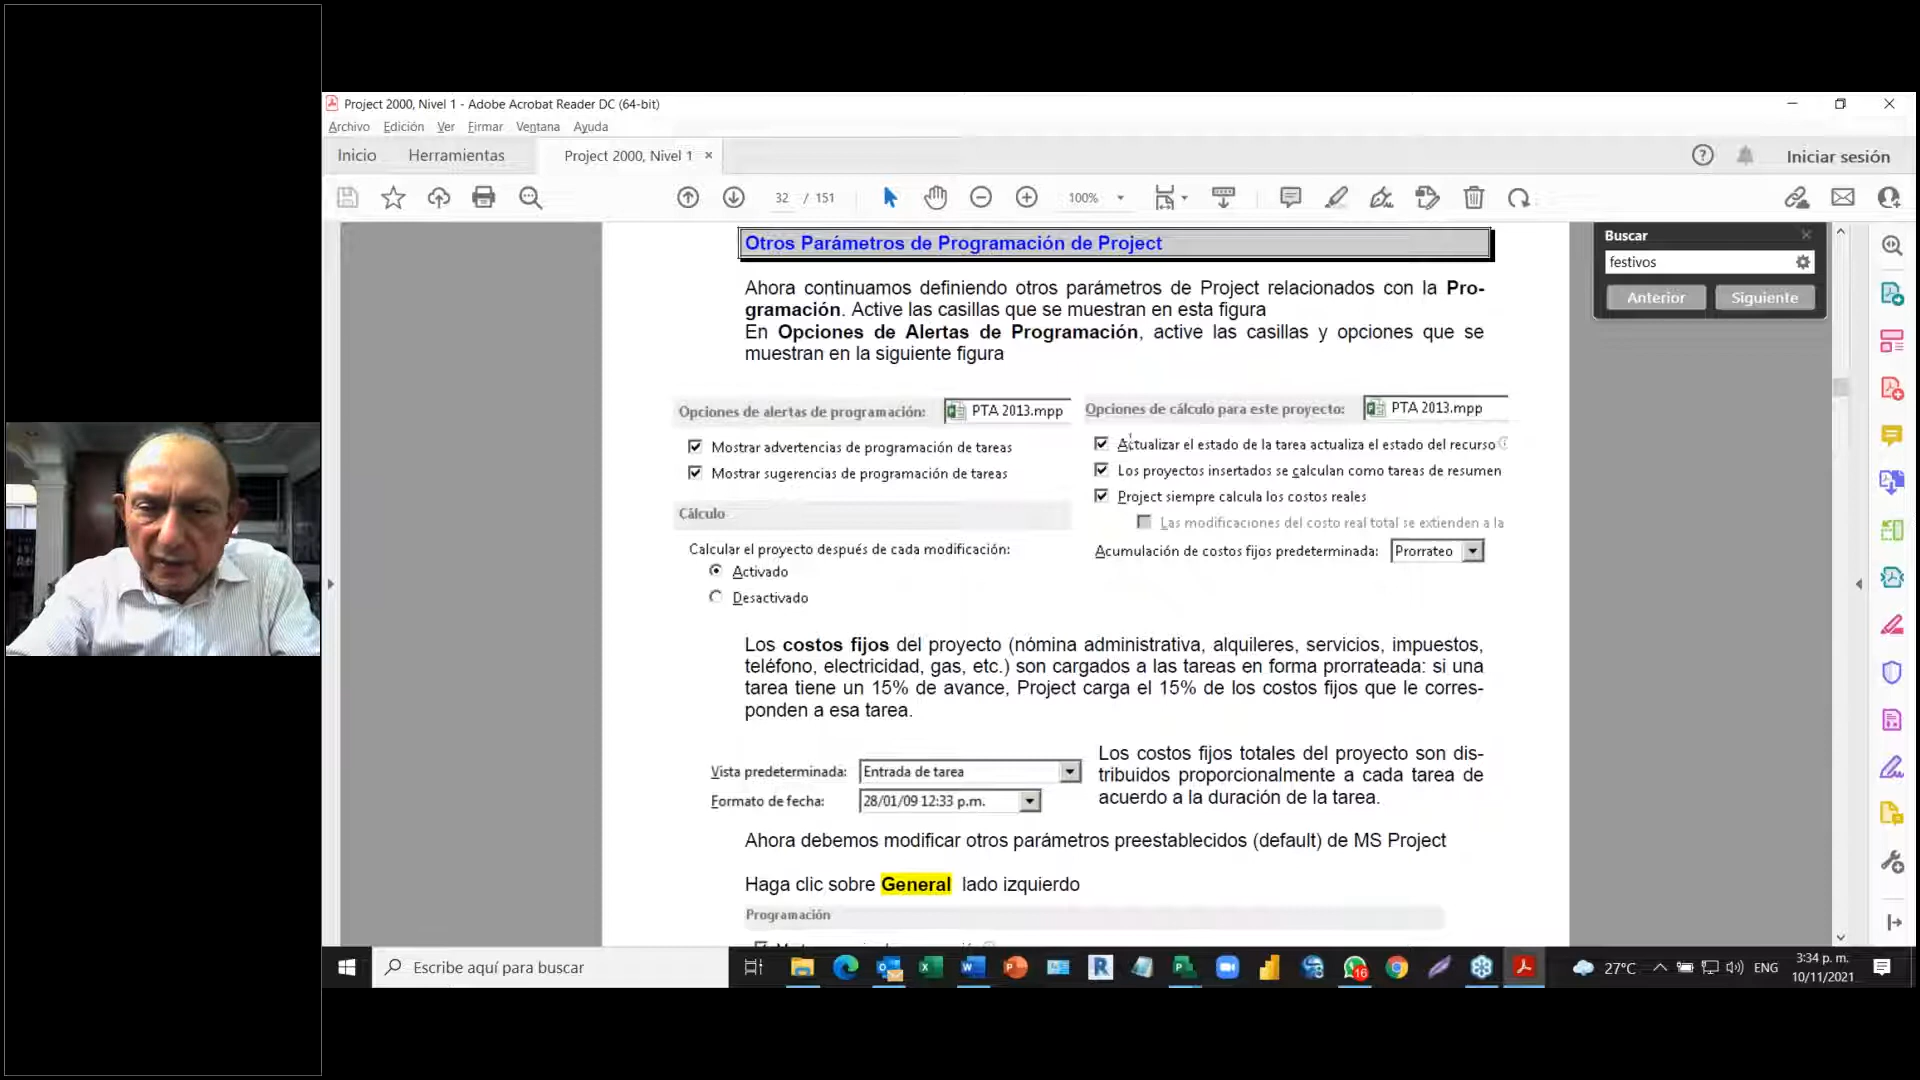 Project 2000, Nivel 1 - Adobe Acrobat Reader DC (64-bit)
Archivo Edición Ver Firmar Ventana Ayuda
Inicio Herramientas Project 2000, Nivel 1 × Iniciar sesión
32 / 151 100%
Otros Parámetros de Programación de Project
Ahora continuamos definiendo otros parámetros de Project relacionados con la Pro-
gramación. Active las casillas que se muestran en esta figura
En Opciones de Alertas de Programación, active las casillas y opciones que se
muestran en la siguiente figura
Opciones de alertas de programación: PTA 2013.mpp
Mostrar advertencias de programación de tareas
Mostrar sugerencias de programación de tareas
Cálculo
Calcular el proyecto después de cada modificación:
Activado
Desactivado
Opciones de cálculo para este proyecto: PTA 2013.mpp
Actualizar el estado de la tarea actualiza el estado del recurso
Los proyectos insertados se calculan como tareas de resumen
Project siempre calcula los costos reales
Las modificaciones del costo real total se extienden a la
Acumulación de costos fijos predeterminada: Prorrateo
Los costos fijos del proyecto (nómina administrativa, alquileres, servicios, impuestos,
teléfono, electricidad, gas, etc.) son cargados a las tareas en forma prorrateada: si una
tarea tiene un 15% de avance, Project carga el 15% de los costos fijos que le corres-
ponden a esa tarea.
Vista predeterminada: Entrada de tarea
Formato de fecha: 28/01/09 12:33 p.m.
Los costos fijos totales del proyecto son dis-
tribuidos proporcionalmente a cada tarea de
acuerdo a la duración de la tarea.
Ahora debemos modificar otros parámetros preestablecidos (default) de MS Project
Haga clic sobre General lado izquierdo
Programación
Buscar
festivos
Anterior Siguiente
Escribe aquí para buscar
16
27°C ENG
3:34 p. m.
10/11/2021